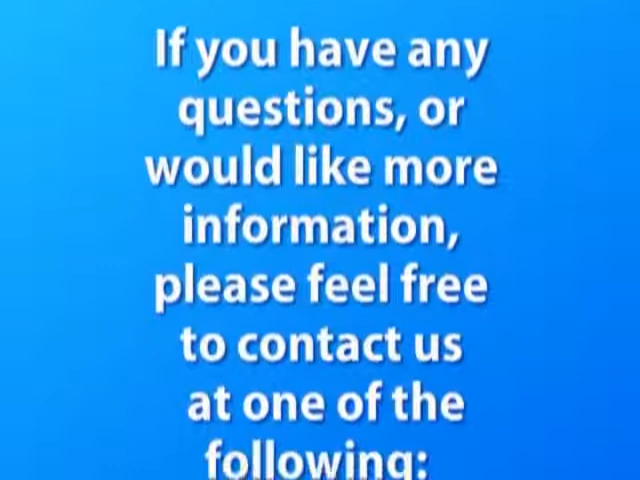 If you have any
questions, or
would like more
information,
please feel free
to contact us
at one of the
following: